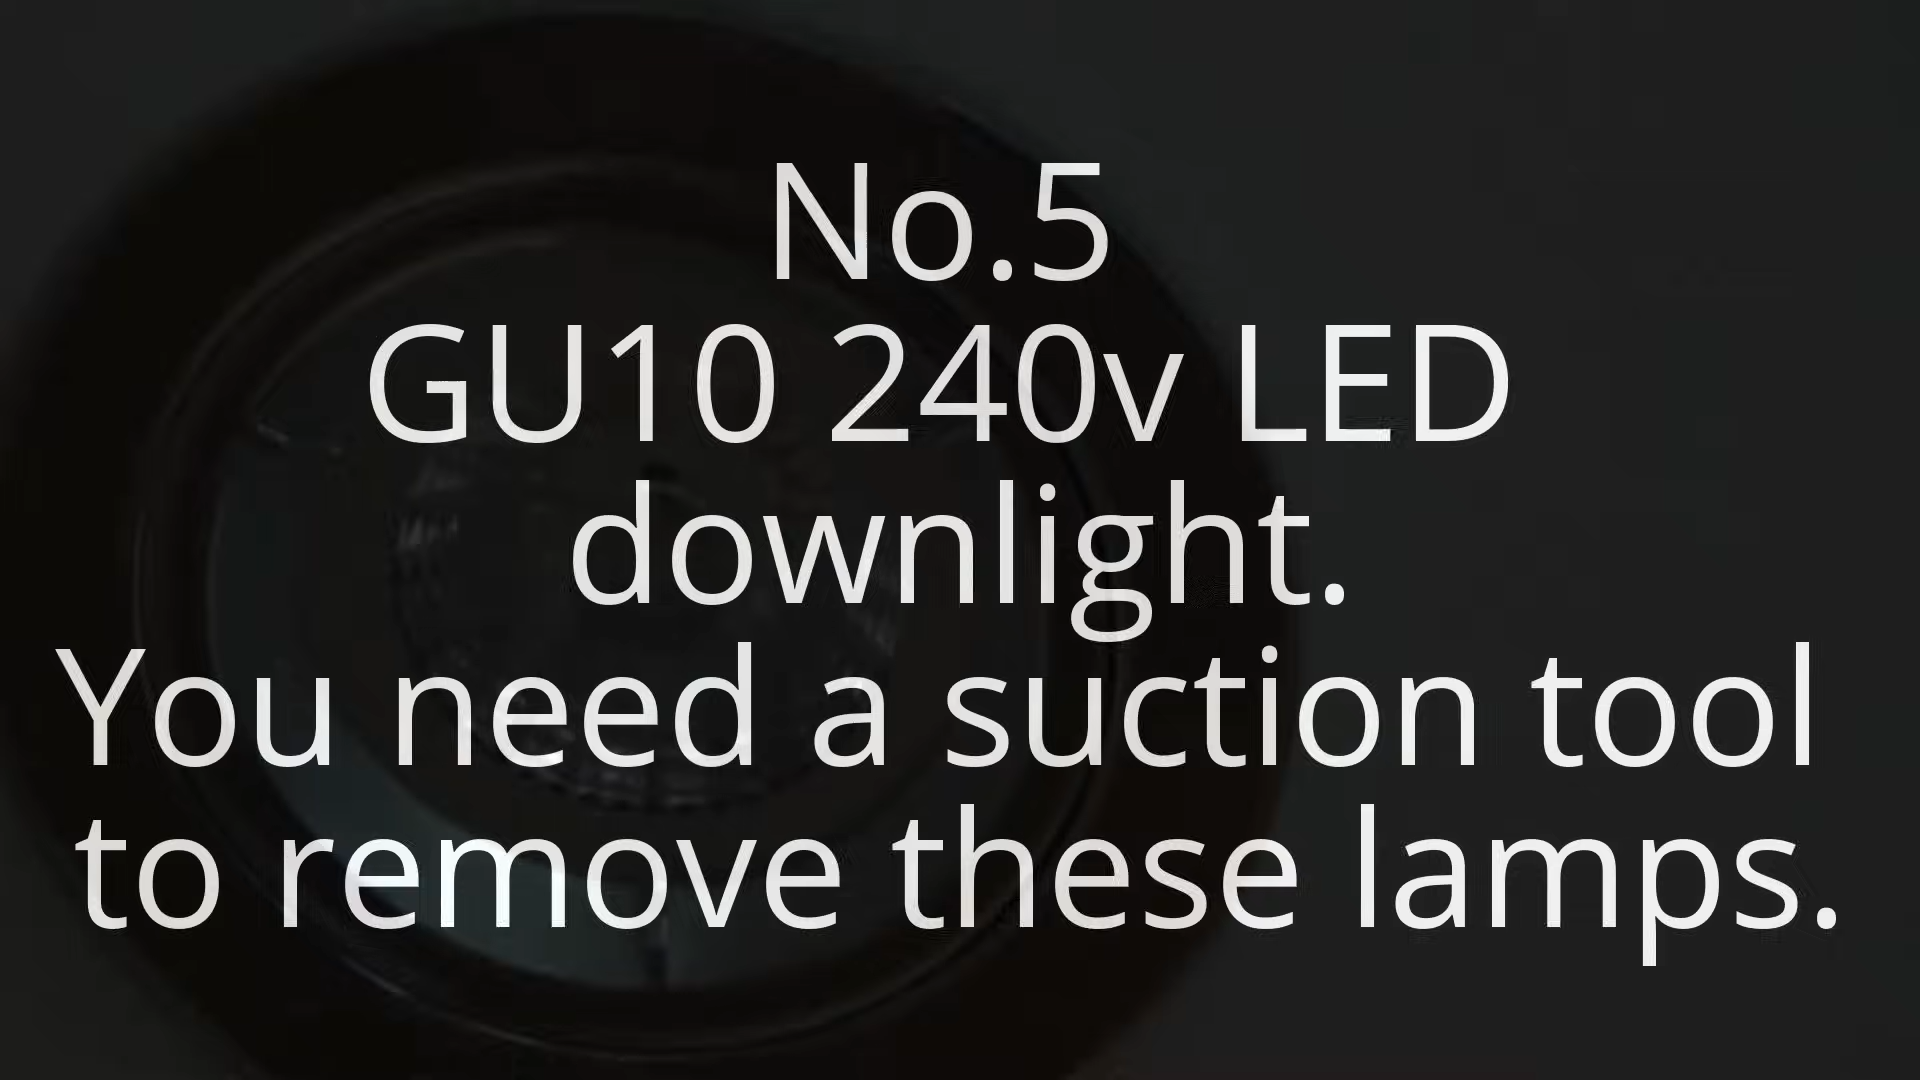 No.5
GU10 240v LED
downlight.
You need a suction tool
to remove these lamps.